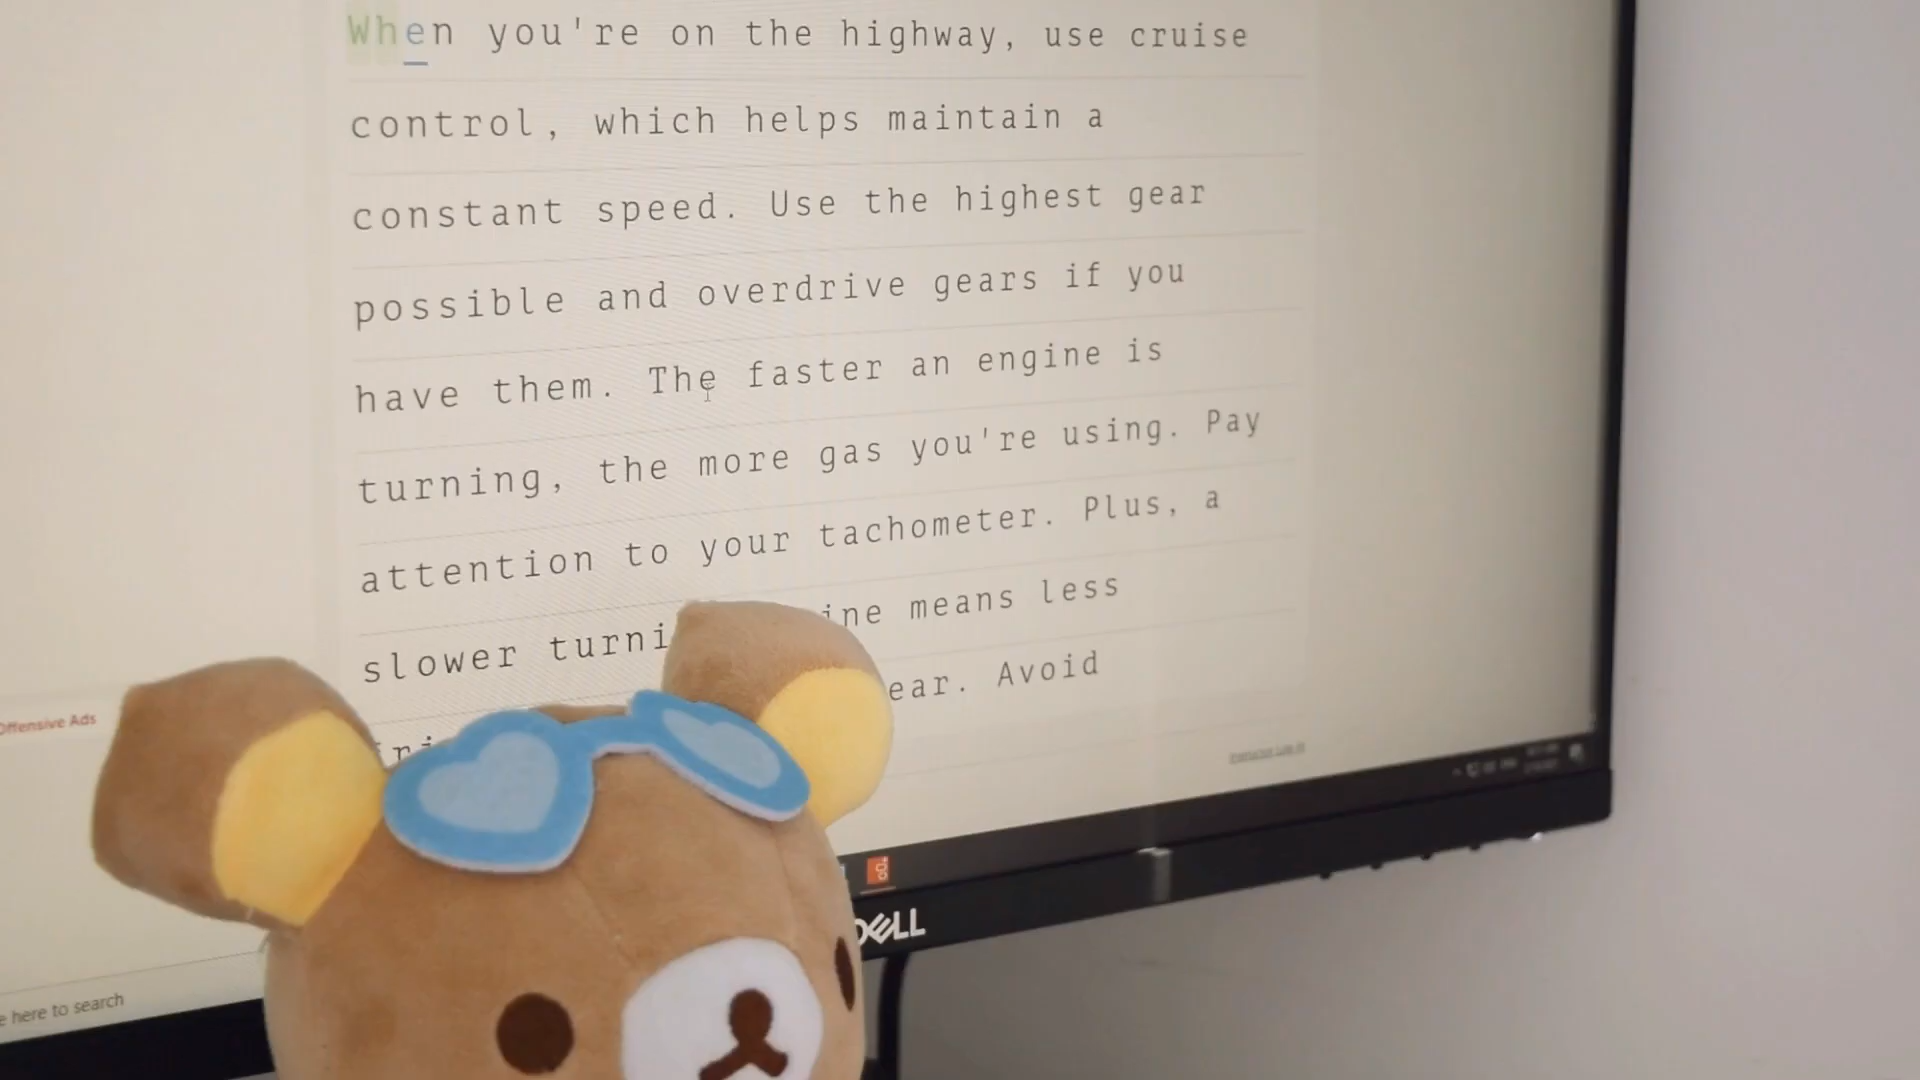 When you're on the highway, use cruise
control, which helps maintain a
constant speed. Use the highest gear
possible and overdrive gears if you
have them. The faster an engine is
turning, the more gas you're using. Pay
attention to your tachometer. Plus, a
slower turni ine means less
ear. Avoid
Offensive Ads
e here to search
DELL